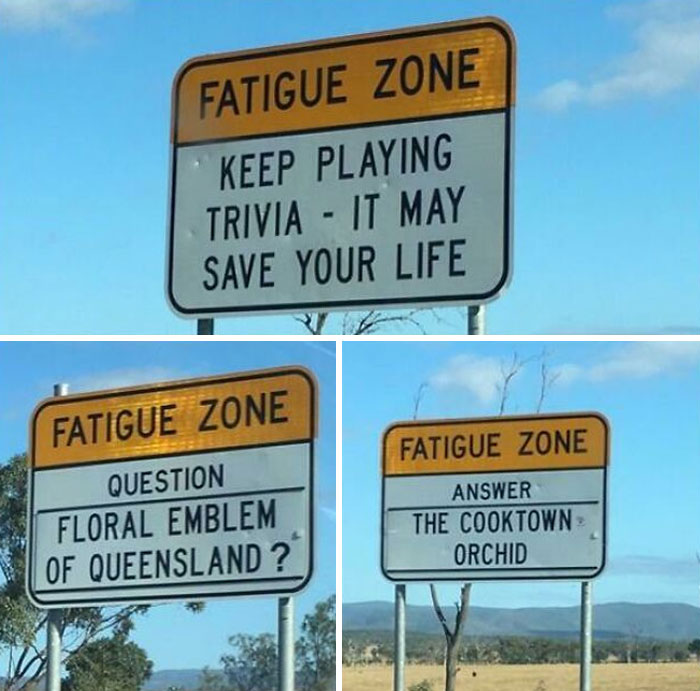 FATIGUE ZONE
KEEP PLAYING
TRIVIA - IT MAY
SAVE YOUR LIFE
FATIGUE ZONE
QUESTION
FLORAL EMBLEM
OF QUEENSLAND ?
FATIGUE ZONE
ANSWER
THE COOKTOWN
ORCHID